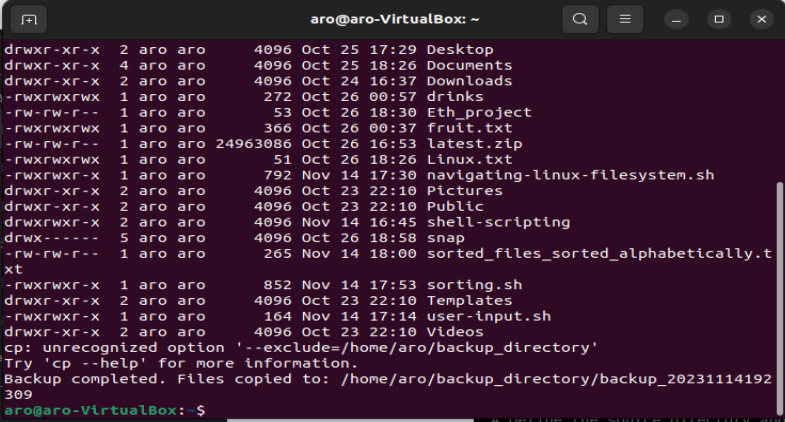 aro@aro-VirtualBox: ~
drwxr-xr-x 2 aro aro 4096 Oct 25 17:29 Desktop
drwxr-xr-x 4 aro aro 4096 Oct 25 18:26 Documents
drwxr-xr-x 2 aro aro 4096 Oct 24 16:37 Downloads
-rwxrwxrwx 1 aro aro 272 Oct 26 00:57 drinks
-rw-rw-r-- 1 aro aro 53 Oct 26 18:30 Eth_project
-rwxrwxrwx 1 aro aro 366 Oct 26 00:37 fruit.txt
-rw-rw-r-- 1 aro aro 24963086 Oct 26 16:53 latest.zip
-rwxrwxrwx 1 aro aro 51 Oct 26 18:26 Linux.txt
-rwxrwxr-x 1 aro aro 792 Nov 14 17:30 navigating-linux-filesystem.sh
drwxr-xr-x 2 aro aro 4096 Oct 23 22:10 Pictures
drwxr-xr-x 2 aro aro 4096 Oct 23 22:10 Public
drwxrwxr-x 2 aro aro 4096 Nov 14 16:45 shell-scripting
drwx------ 5 aro aro 4096 Oct 26 18:58 snap
-rw-rw-r-- 1 aro aro 265 Nov 14 18:00 sorted_files_sorted_alphabetically.t
xt
-rwxrwxr-x 1 aro aro 852 Nov 14 17:53 sorting.sh
drwxr-xr-x 2 aro aro 4096 Oct 23 22:10 Templates
-rwxrwxr-x 1 aro aro 164 Nov 14 17:14 user-input.sh
drwxr-xr-x 2 aro aro 4096 Oct 23 22:10 Videos
cp: unrecognized option '--exclude=/home/aro/backup_directory'
Try 'cp --help' for more information.
Backup completed. Files copied to: /home/aro/backup_directory/backup_20231114192
309
aro@aro-VirtualBox:~$